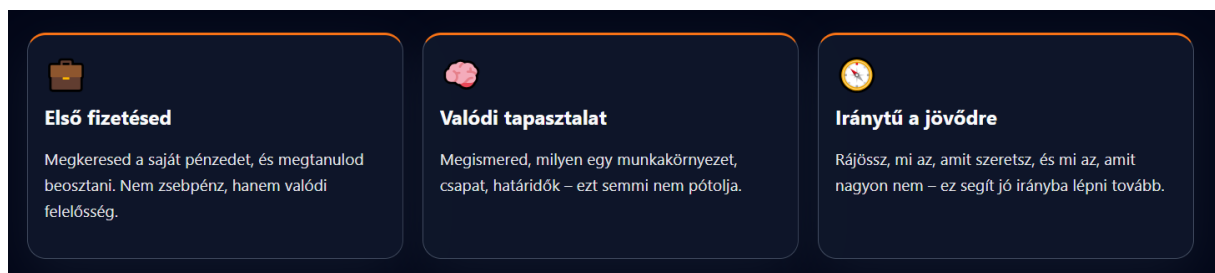 Első fizetésed
Megkeresed a saját pénzedet, és megtanulod
beosztani. Nem zsebpénz, hanem valódi
felelősség.
Valódi tapasztalat
Megismered, milyen egy munkakörnyezet,
csapat, határidők – ezt semmi nem pótolja.
Iránytű a jövődre
Rájössz, mi az, amit szeretsz, és mi az, amit
nagyon nem – ez segít jó irányba lépni tovább.